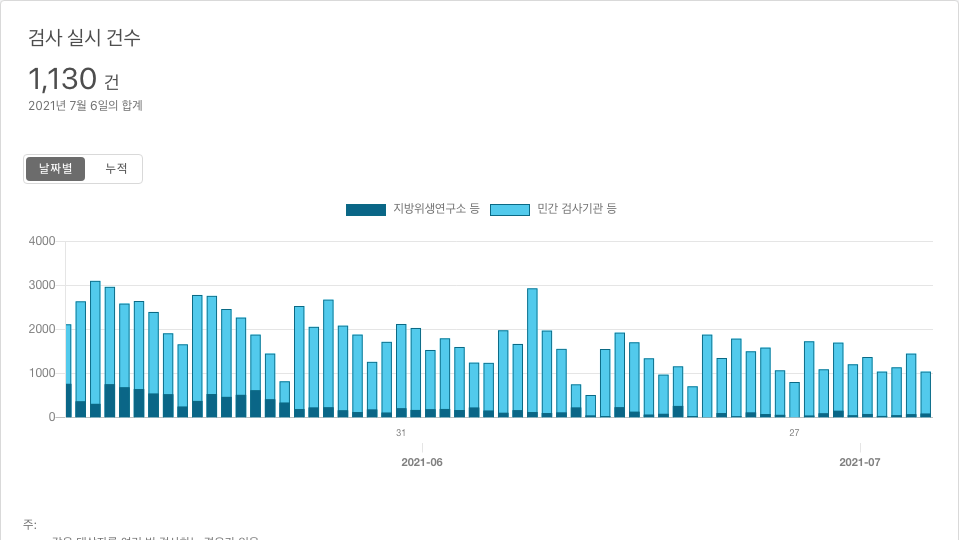 검사 실시 건수
1,130 건
2021년 7월 6일의 합계
날짜별 누적
지방위생연구소 등 민간 검사기관 등
4000
3000
2000
1000
0
31 27
2021-06 2021-07
주: